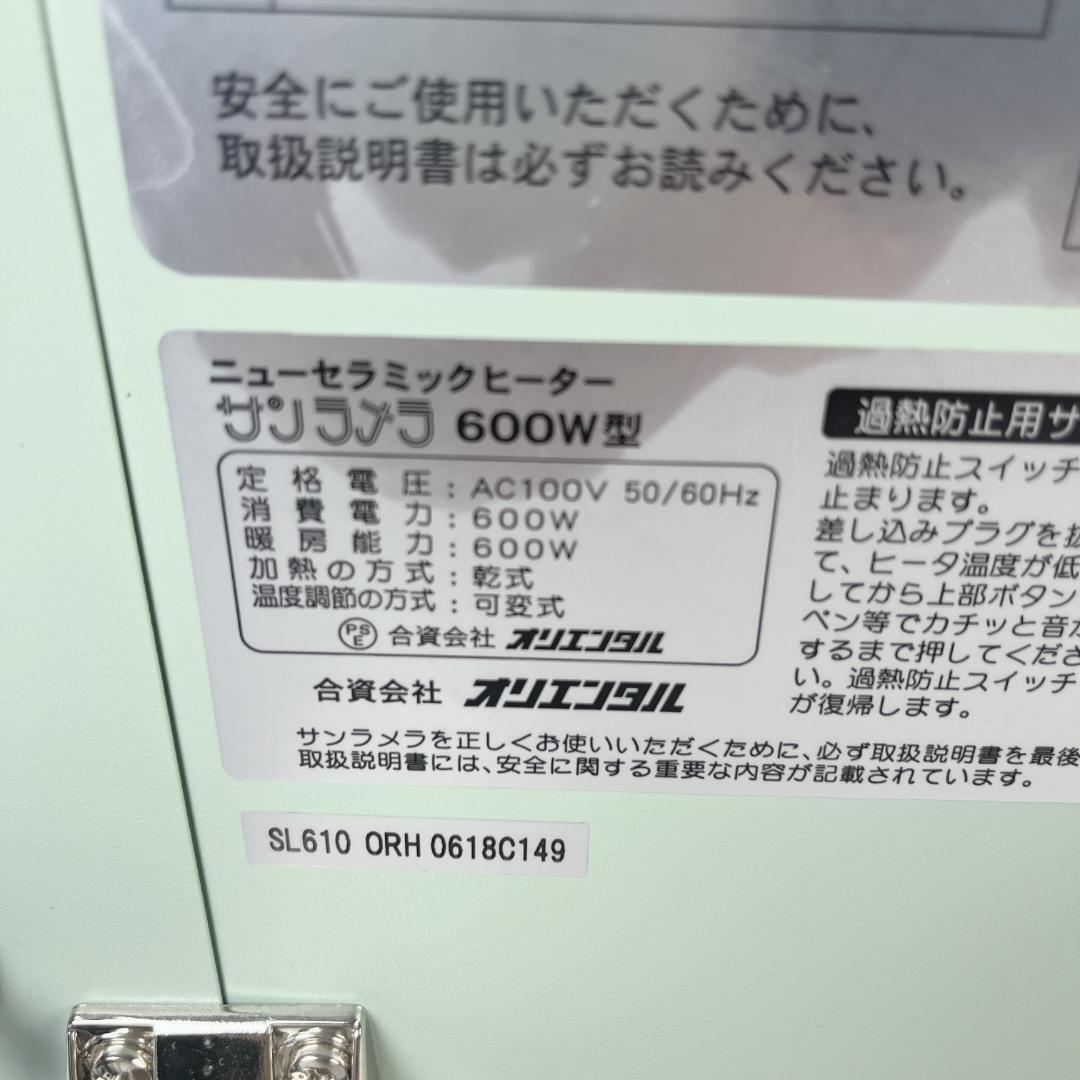 安全にご使用いただくために、
取扱説明書は必ずお読みください。
ニューセラミックヒーター
サンラメラ 600W型
定格電圧：AC100V 50/60Hz
消費電力：600W
暖房能力：600W
加熱の方式：乾式
温度調節の方式：可変式
PSE 合資会社 オリエンタル
合資会社 オリエンタル
過熱防止用サ
過熱防止スイッチ
止まります。
差し込みプラグを抜
て、ヒータ温度が低
してから上部ボタン
ペン等でカチッと音が
するまで押してくださ
い。過熱防止スイッチ
が復帰します。
サンラメラを正しくお使いいただくために、必ず取扱説明書を最後
取扱説明書には、安全に関する重要な内容が記載されています。
SL610 ORH 0618C149